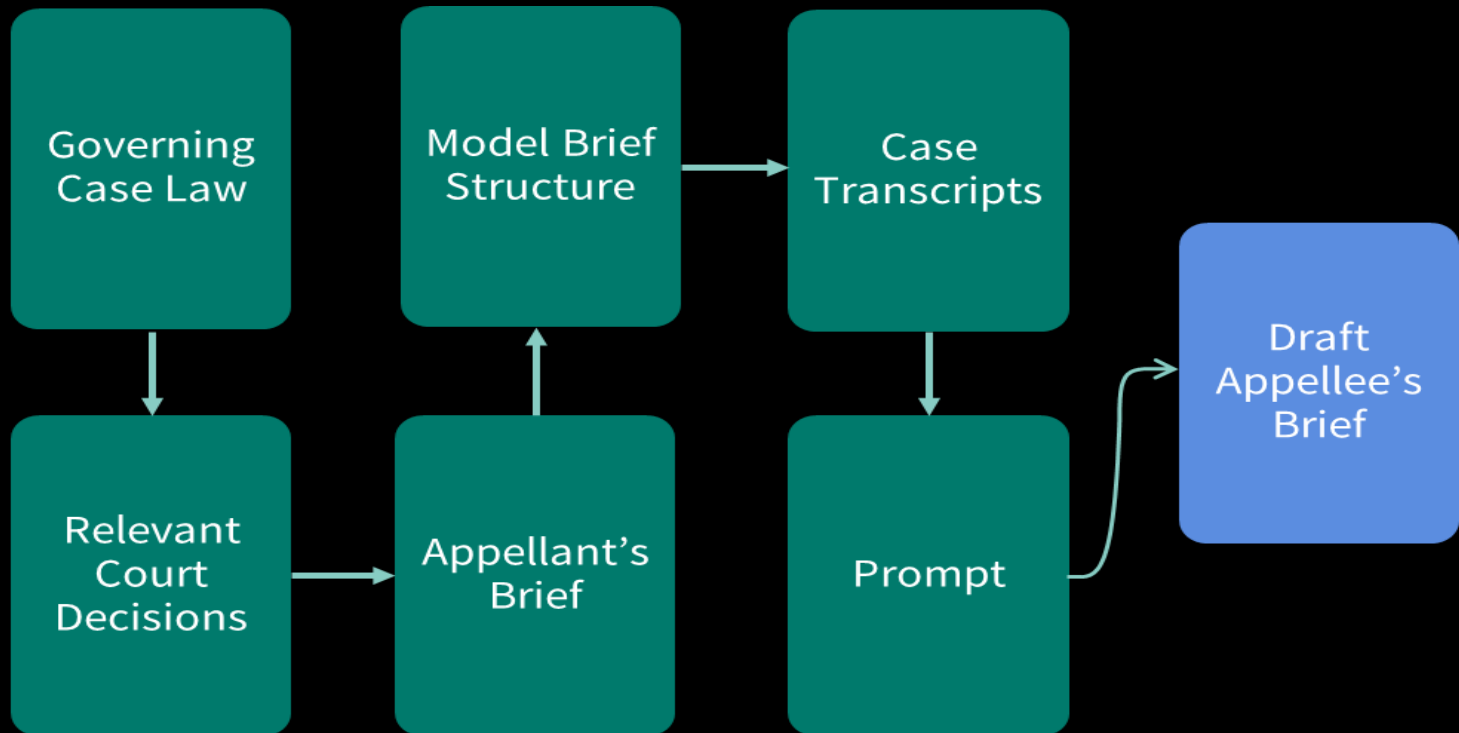 Governing
Case Law
Relevant
Court
Decisions
Appellant’s
Brief
Model Brief
Structure
Case
Transcripts
Prompt
Draft
Appellee’s
Brief